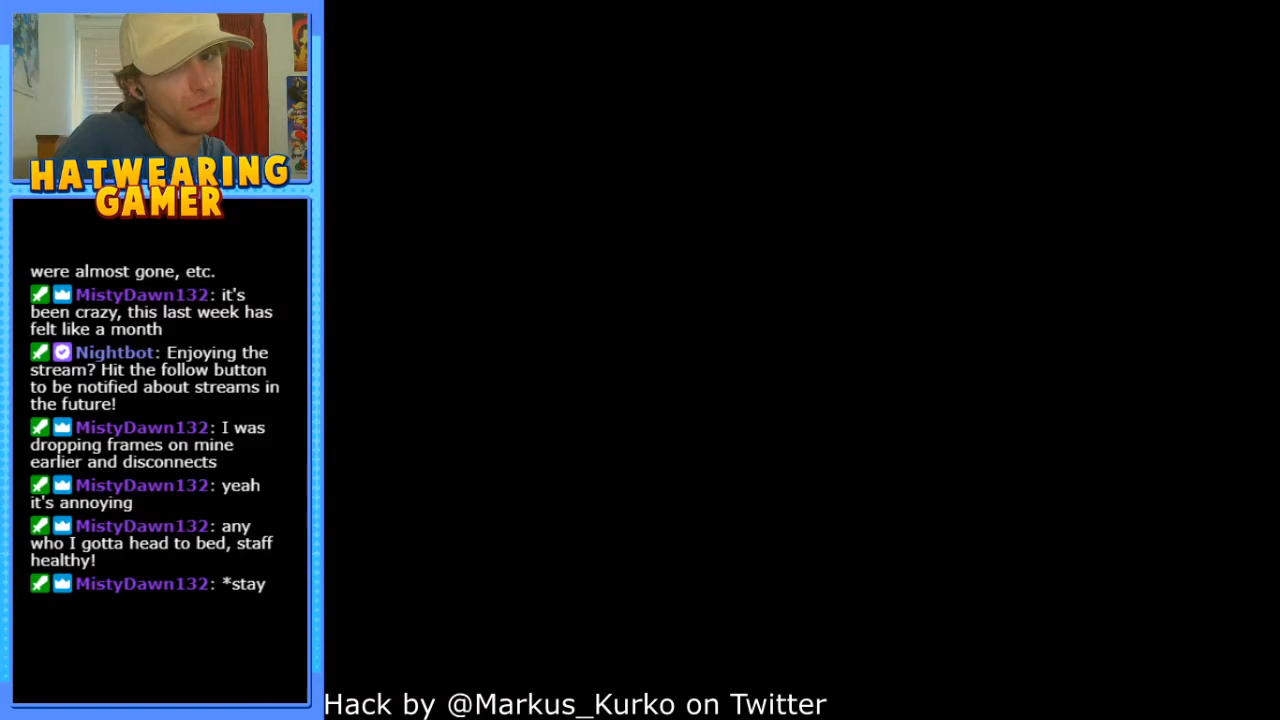 HATWEARING
GAMER
were almost gone, etc.
MistyDawn132: it's
been crazy, this last week has
felt like a month
Nightbot: Enjoying the
stream? Hit the follow button
to be notified about streams in
the future!
MistyDawn132: I was
dropping frames on mine
earlier and disconnects
MistyDawn132: yeah
it's annoying
MistyDawn132: any
who I gotta head to bed, staff
healthy!
MistyDawn132: *stay
Hack by @Markus_Kurko on Twitter